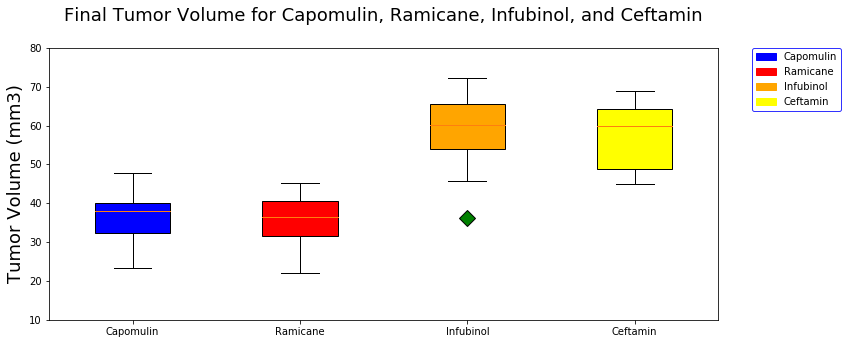 Final Tumor Volume for Capomulin, Ramicane, Infubinol, and Ceftamin
Tumor Volume (mm3)
80
70
60
50
40
30
20
10
Capomulin
Ramicane
Infubinol
Ceftamin
Capomulin
Ramicane
Infubinol
Ceftamin